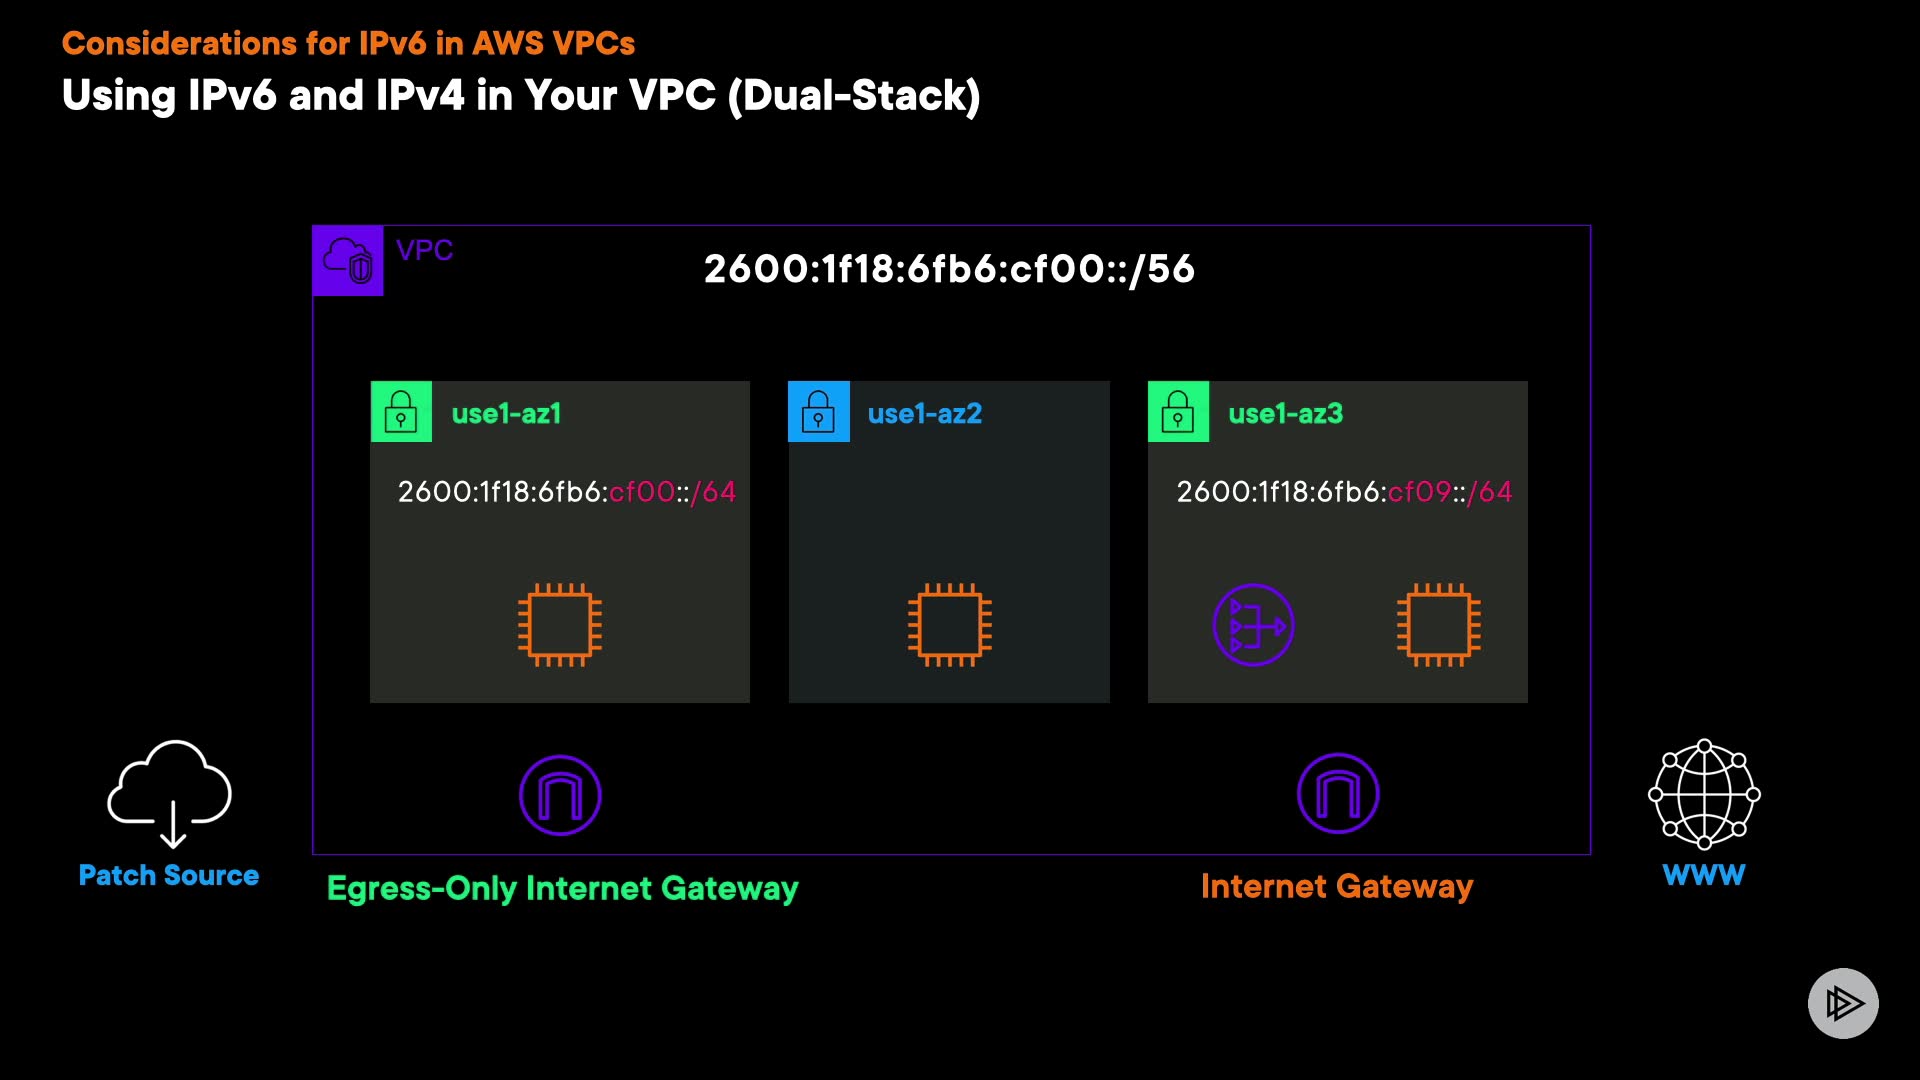 Considerations for IPv6 in AWS VPCs
Using IPv6 and IPv4 in Your VPC (Dual-Stack)
VPC
2600:1f18:6fb6:cf00::/56
use1-az1
use1-az2
use1-az3
2600:1f18:6fb6:cf00::/64
2600:1f18:6fb6:cf09::/64
Patch Source
Egress-Only Internet Gateway
Internet Gateway
WWW